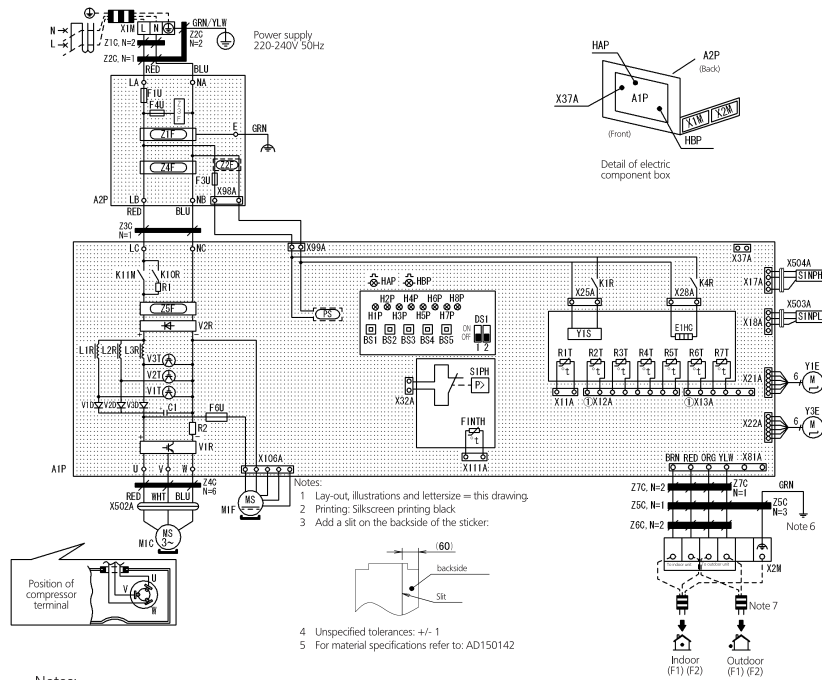 N
L
X1M
L N
GRN/YLW
Z2C
N=2
Z1C, N=2
Z2C, N=1
Power supply
220-240V 50Hz
RED
BLU
LA
NA
F1U
F4U
Z3F
Z1F
E
GRN
Z4F
Z2F
F3U
X98A
A2P
LB
NB
RED
BLU
HAP
A2P
(Back)
X37A
A1P
X1M
X2M
(Front)
HBP
Detail of electric
component box
Z3C
N=1
LC
NC
X99A
X37A
K11M
K10R
R1
Z5F
V2R
PS
HAP
HBP
H2P H4P H6P H8P
H1P H3P H5P H7P
DS1
ON
OFF
1 2
BS1 BS2 BS3 BS4 BS5
K1R
X25A
K4R
X28A
Y1S
E1HC
R1T R2T R3T R4T R5T R6T R7T
t° t° t° t° t° t° t°
X11A
①X12A
①X13A
X504A
S1NPH
X17A
X503A
S1NPL
X18A
Y1E
6
M
X21A
Y3E
6
M
X22A
L1R L2R L3R
V3T
V2T
V1T
V1D V2D V3D
C1
F6U
R2
V1R
X32A
S1PH
P>
F1NTH
t°
X111A
A1P
U V W
X106A
Z4C
N=6
RED WHT BLU
X502A
MS
M1F
MS
3~
M1C
BRN RED ORG YLW X81A
Z7C, N=2
Z7C
N=1
GRN
Z5C, N=1
Z5C
N=3
Note 6
Z6C, N=2
X2M
To indoor unit
To outdoor unit
Note 7
Indoor
(F1) (F2)
Outdoor
(F1) (F2)
Position of
compressor
terminal
U
V
W
Notes:
1 Lay-out, illustrations and lettersize = this drawing.
2 Printing: Silkscreen printing black
3 Add a slit on the backside of the sticker:
(60)
backside
Slit
4 Unspecified tolerances: +/- 1
5 For material specifications refer to: AD150142